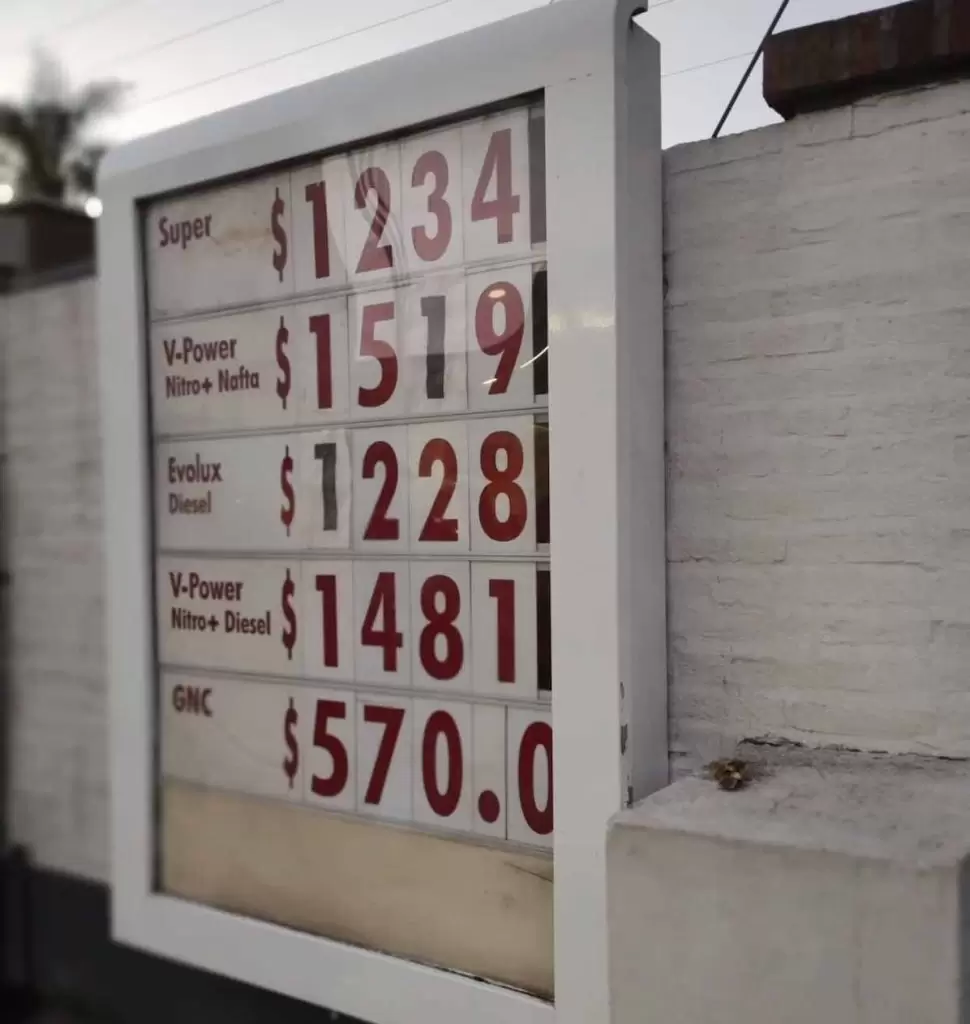 Super $ 1234
V-Power
Nitro+ Nafta $ 1519
Evolux
Diesel $ 1228
V-Power
Nitro+ Diesel $ 1481
GNC $ 570.0